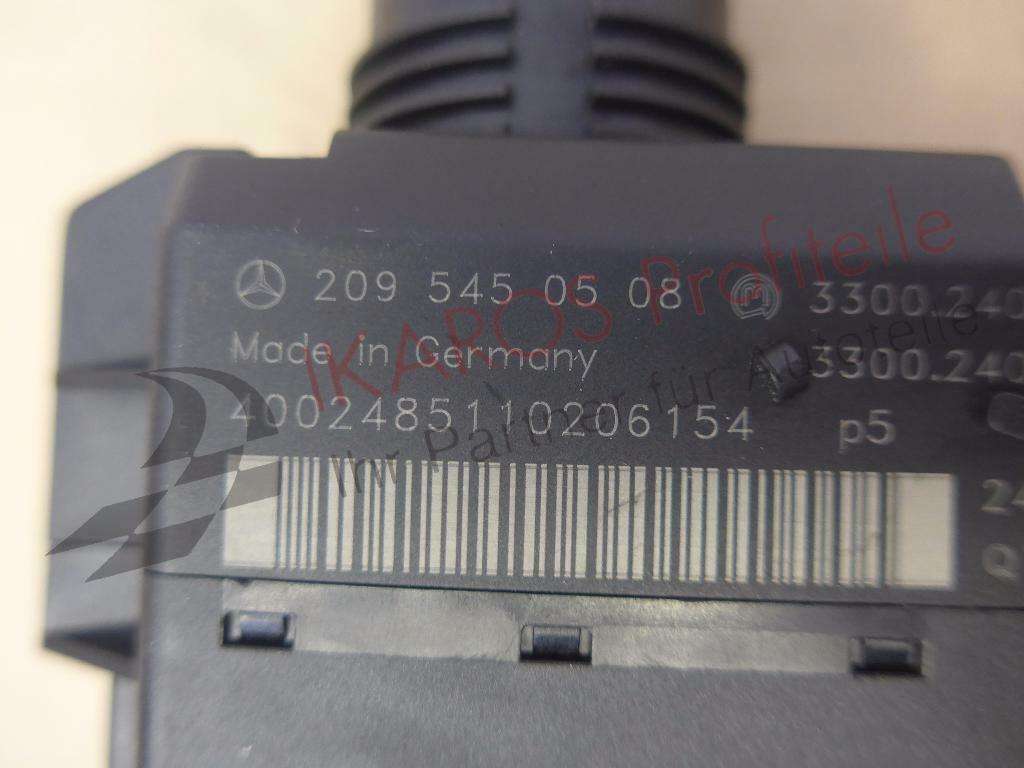 209 545 05 08 3300.240
Made in Germany 3300.240
4002485110206154 p5
24
Q
IKAROS Profiteile
Ihr Partner für Autoteile